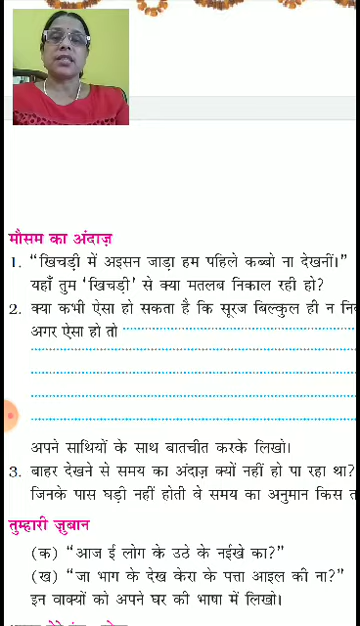 मौसम का अंदाज़
1. “खिचड़ी में अइसन जाड़ा हम पहिले कब्बो ना देखनीं।”
यहाँ तुम ‘खिचड़ी’ से क्या मतलब निकाल रही हो?
2. क्या कभी ऐसा हो सकता है कि सूरज बिल्कुल ही न
अगर ऐसा हो तो
अपने साथियों के साथ बातचीत करके लिखो।
3. बाहर देखने से समय का अंदाज़ क्यों नहीं हो पा रहा था?
जिनके पास घड़ी नहीं होती वे समय का अनुमान किस
तुम्हारी ज़ुबान
(क) “आज ई लोग के उठे के नईखे का?”
(ख) “जा भाग के देख केरा के पत्ता आइल की ना?”
इन वाक्यों को अपने घर की भाषा में लिखो।